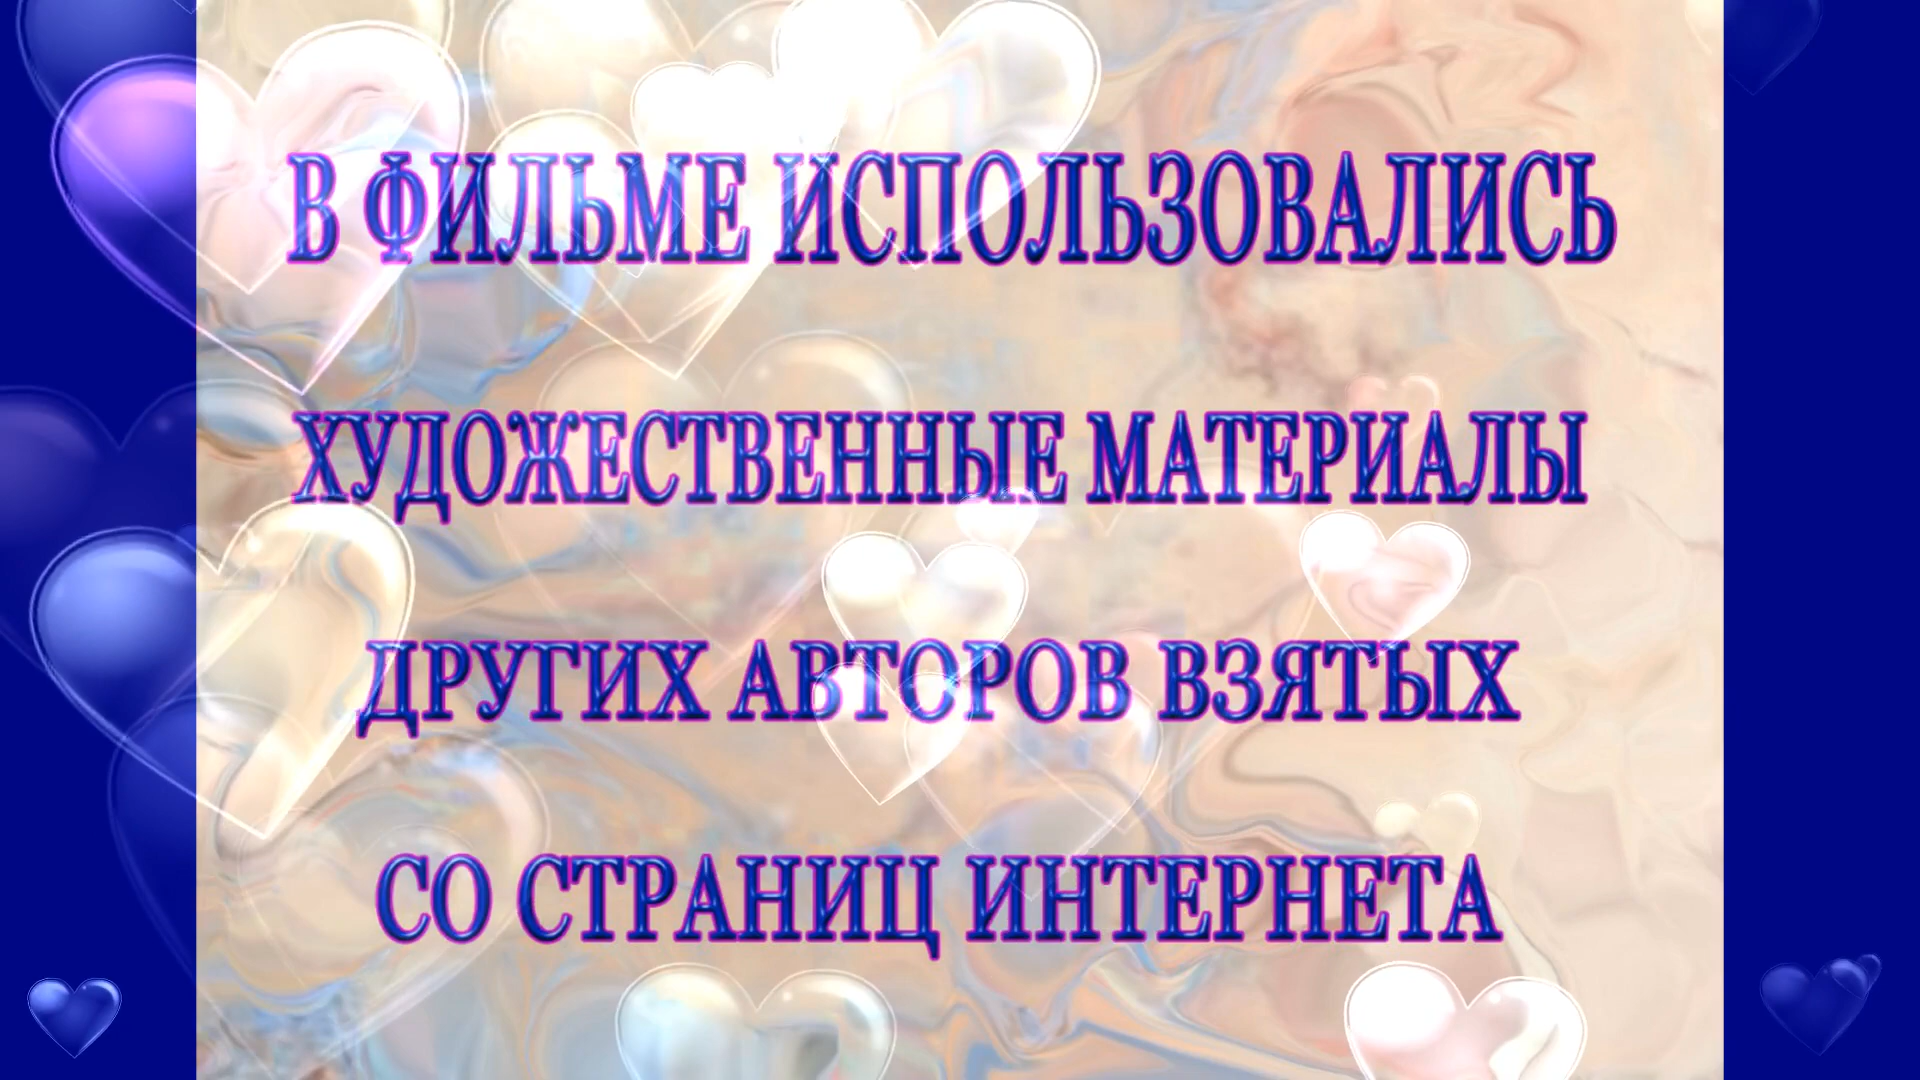 В ФИЛЬМЕ ИСПОЛЬЗОВАЛИСЬ
ХУДОЖЕСТВЕННЫЕ МАТЕРИАЛЫ
ДРУГИХ АВТОРОВ ВЗЯТЫХ
СО СТРАНИЦ ИНТЕРНЕТА